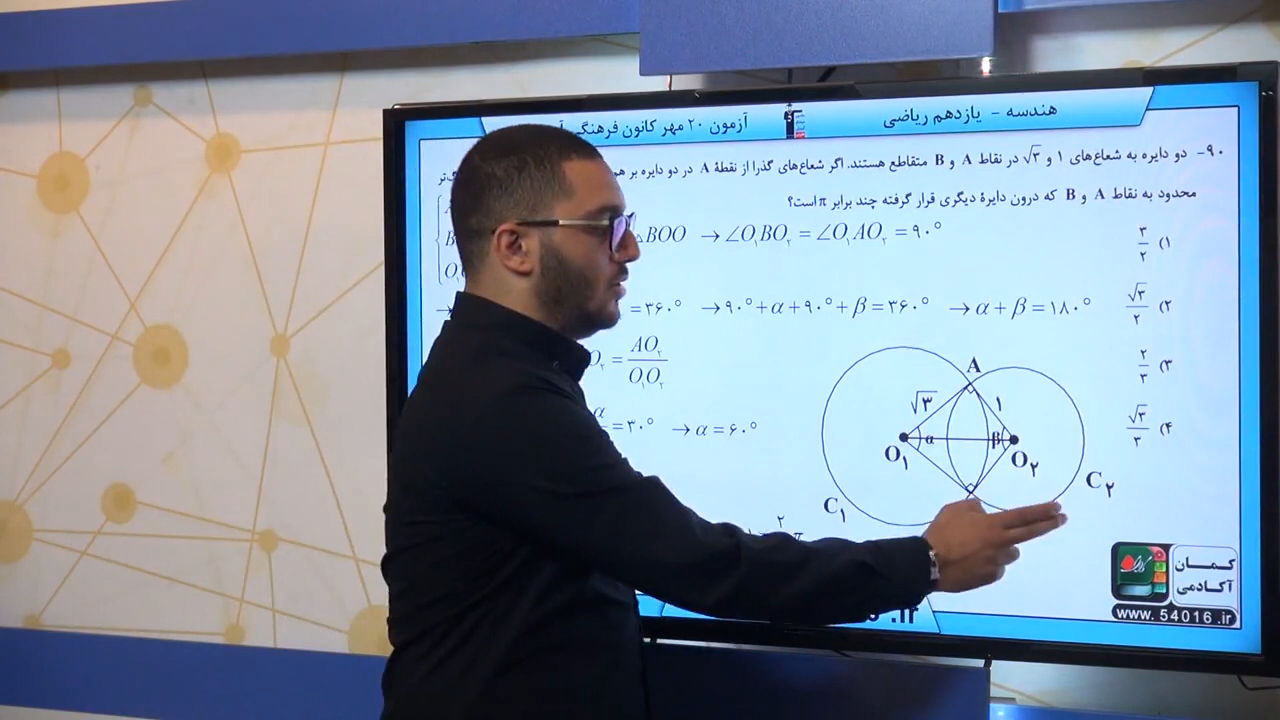 هندسه - یازدهم ریاضی
آزمون ۲۰ مهر کانون فرهنگی
۹۰- دو دایره به شعاع‌های ۱ و √۳ در نقاط A و B متقاطع هستند. اگر شعاع‌های گذرا از نقطهٔ A در دو دایره بر هم
محدود به نقاط A و B که درون دایرهٔ دیگری قرار گرفته چند برابر π است؟
۱) ۳/۲
۲) √۳/۲
۳) ۲/۳
۴) √۳/۳
BOO → ∠O₁BO₂ = ∠O₁AO₂ = ۹۰°
= ۳۶۰° → ۹۰° + α + ۹۰° + β = ۳۶۰° → α + β = ۱۸۰°
= AO₂/O₁O₂
= ۳۰° → α = ۶۰°
A
√۳ ۱
O₁ α β O₂
C₁ C₂
کمان
آکادمی
www. 54016 .ir